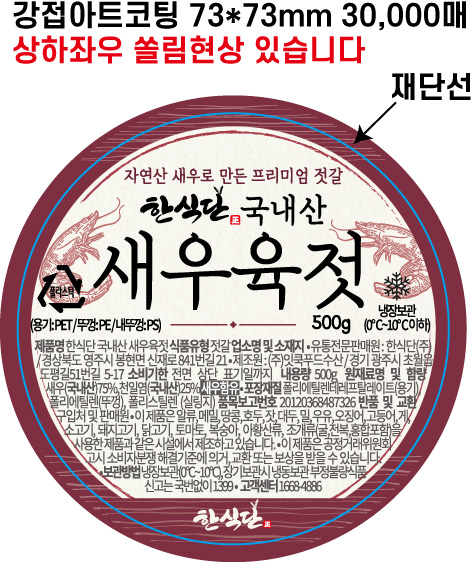 강접아트코팅 73*73mm 30,000매
상하좌우 쏠림현상 있습니다
재단선
자연산 새우로 만든 프리미엄 젓갈
한식단 국내산
새우육젓
플라스틱
(용기:PET / 뚜껑:PE / 내뚜껑:PS)
500g
냉장보관
(0°C~10°C이하)
제품명 한식단 국내산 새우육젓 식품유형 젓갈 업소명 및 소재지 •유통전문판매원 : 한식단(주)
/ 경상북도 영주시 봉현면 신재로 841번길 21 •제조원 : (주)잇쿡푸드수산 / 경기 광주시 초월읍
도평길51번길 5-17 소비기한 전면 상단 표기일까지 내용량 500g 원재료명 및 함량
새우(국내산)75%, 천일염(국내산)25% 새우함유 •포장재질 폴리에틸렌테레프탈레이트(용기)/
폴리에틸렌(뚜껑), 폴리스틸렌 (실링지) 품목보고번호 20120368487326 반품 및 교환
구입처 및 판매원 •이 제품은 알류, 메밀, 땅콩, 호두, 잣, 대두, 밀, 우유, 오징어, 고등어, 게,
쇠고기, 돼지고기, 닭고기, 토마토, 복숭아, 아황산류, 조개류(굴,전복,홍합포함)을
사용한 제품과 같은 시설에서 제조하고 있습니다. •이 제품은 공정거래위원회
고시 소비자분쟁 해결기준에 의거, 교환 또는 보상을 받을 수 있습니다.
•보관방법 냉장보관(0°C~10°C), 장기보관시 냉동보관 부정불량식품
신고는 국번없이 1399 • 고객센터 1668-4886
한식단